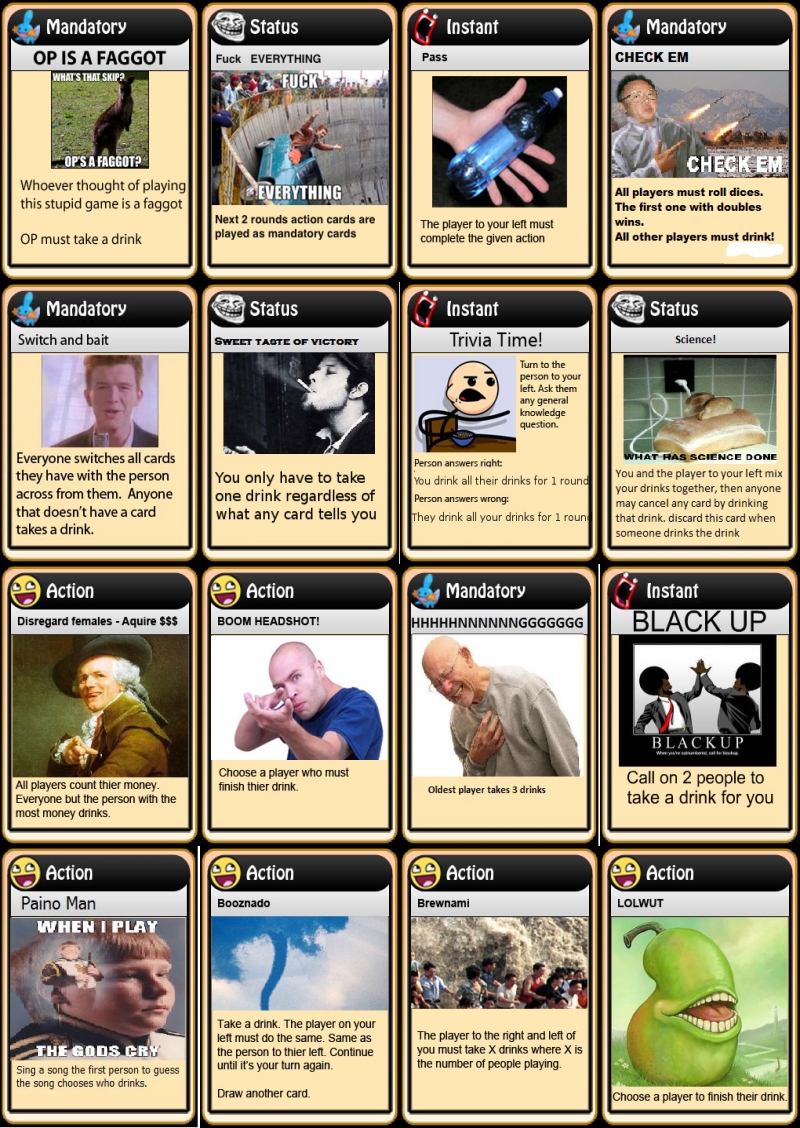 Mandatory
OP IS A FAGGOT
WHAT'S THAT SKIP?
OP'S A FAGGOT?
Whoever thought of playing
this stupid game is a faggot
OP must take a drink
Status
Fuck EVERYTHING
FUCK
EVERYTHING
Next 2 rounds action cards are
played as mandatory cards
Instant
Pass
The player to your left must
complete the given action
Mandatory
CHECK EM
CHECK EM
All players must roll dices.
The first one with doubles
wins.
All other players must drink!
Mandatory
Switch and bait
Everyone switches all cards
they have with the person
across from them. Anyone
that doesn't have a card
takes a drink.
Status
SWEET TASTE OF VICTORY
You only have to take
one drink regardless of
what any card tells you
Instant
Trivia Time!
Turn to the
person to your
left. Ask them
any general
knowledge
question.
Person answers right:
You drink all their drinks for 1 round
Person answers wrong:
They drink all your drinks for 1 round
Status
Science!
WHAT HAS SCIENCE DONE
You and the player to your left mix
your drinks together, then anyone
may cancel any card by drinking
that drink. discard this card when
someone drinks the drink
Action
Disregard females - Aquire $$$
All players count thier money.
Everyone but the person with the
most money drinks.
Action
BOOM HEADSHOT!
Choose a player who must
finish thier drink.
Mandatory
HHHHHNNNNNNGGGGGGG
Oldest player takes 3 drinks
Instant
BLACK UP
BLACKUP
When you're outnumbered, call for blackup.
Call on 2 people to
take a drink for you
Action
Paino Man
WHEN I PLAY
THE GODS CRY
Sing a song the first person to guess
the song chooses who drinks.
Action
Booznado
Take a drink. The player on your
left must do the same. Same as
the person to thier left. Continue
until it's your turn again.
Draw another card.
Action
Brewnami
The player to the right and left of
you must take X drinks where X is
the number of people playing.
Action
LOLWUT
Choose a player to finish their drink.